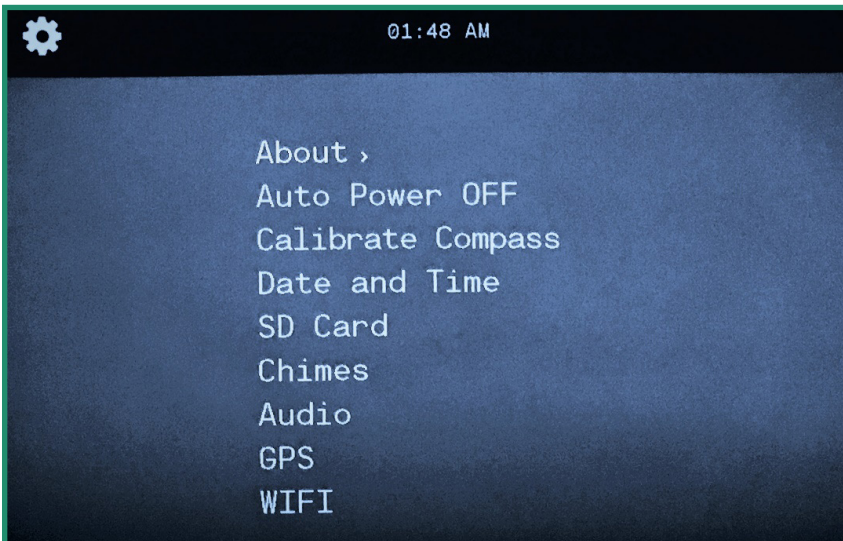 01:48 AM
About ›
Auto Power OFF
Calibrate Compass
Date and Time
SD Card
Chimes
Audio
GPS
WIFI